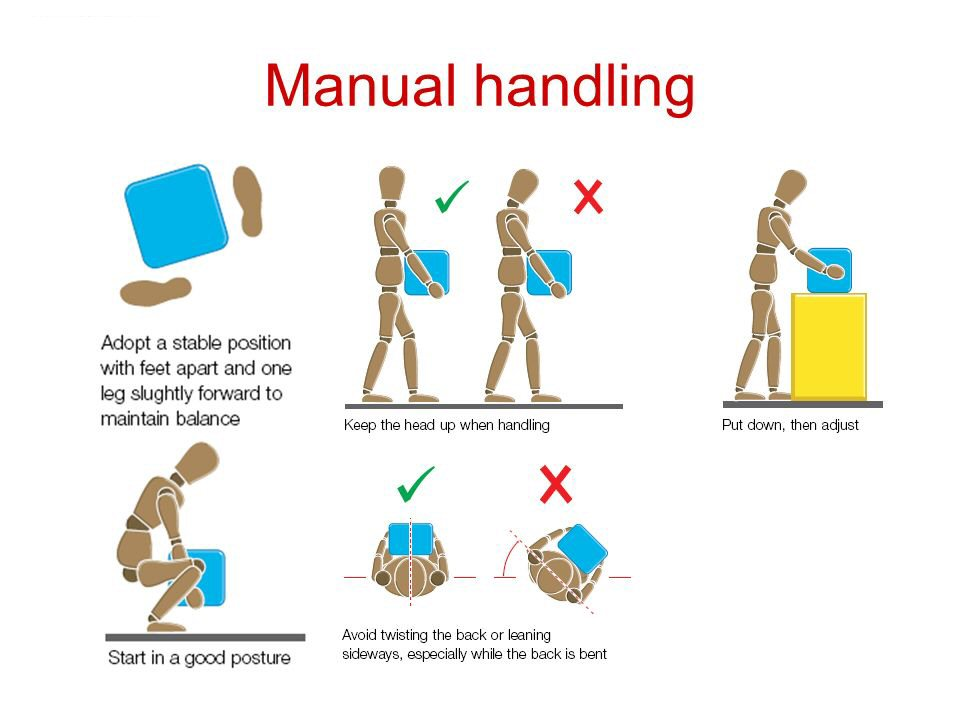 Manual handling
Adopt a stable position
with feet apart and one
leg slughtly forward to
maintain balance
Keep the head up when handling
Put down, then adjust
Start in a good posture
Avoid twisting the back or leaning
sideways, especially while the back is bent